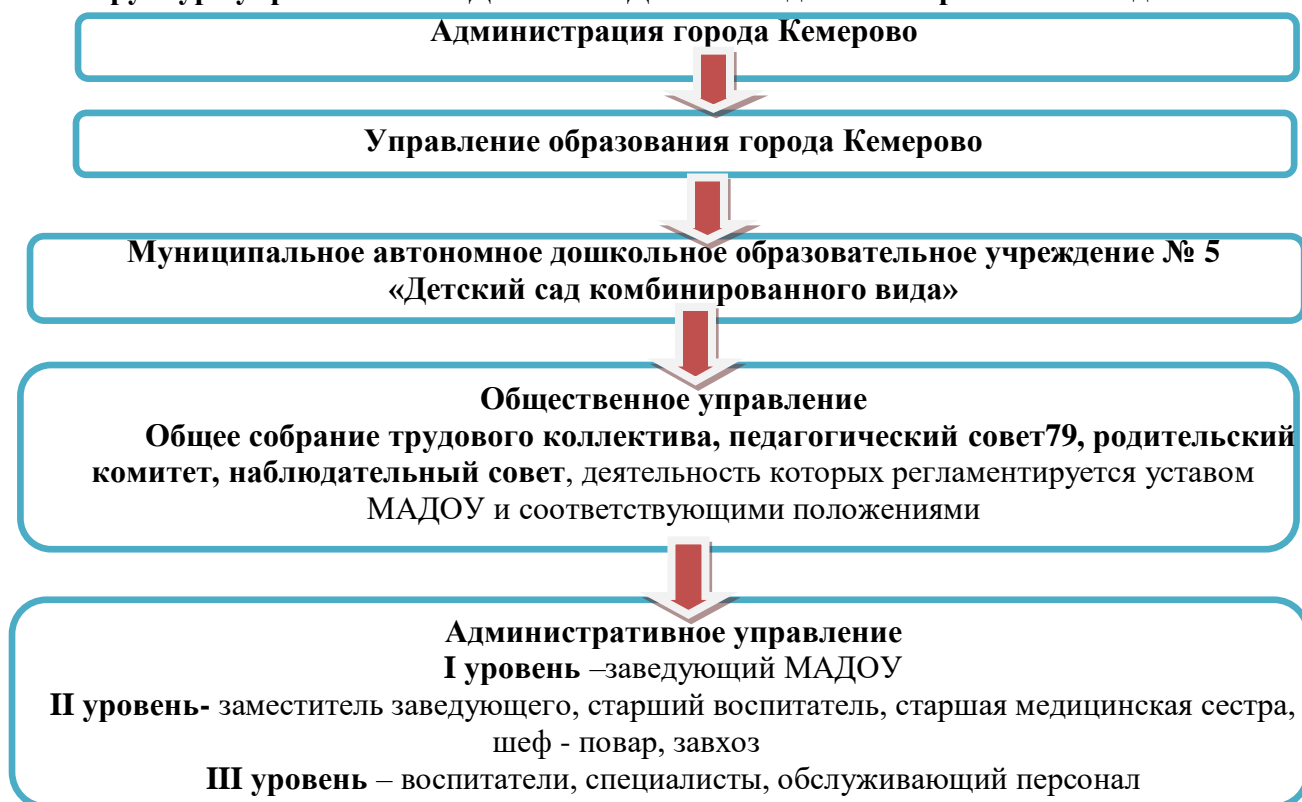 Администрация города Кемерово
Управление образования города Кемерово
Муниципальное автономное дошкольное образовательное учреждение № 5
«Детский сад комбинированного вида»
Общественное управление
Общее собрание трудового коллектива, педагогический совет79, родительский
комитет, наблюдательный совет, деятельность которых регламентируется уставом
МАДОУ и соответствующими положениями
Административное управление
I уровень –заведующий МАДОУ
II уровень- заместитель заведующего, старший воспитатель, старшая медицинская сестра,
шеф - повар, завхоз
III уровень – воспитатели, специалисты, обслуживающий персонал